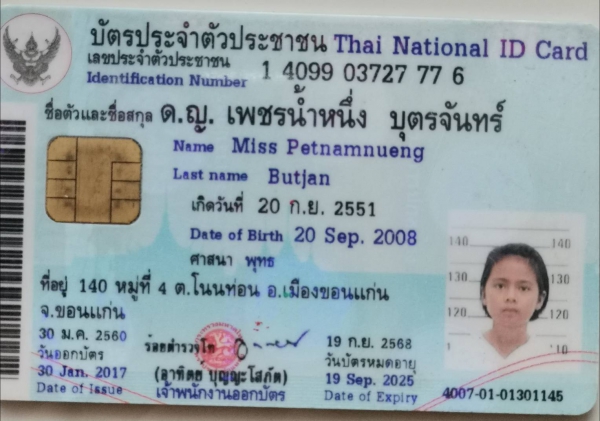 บัตรประจำตัวประชาชน Thai National ID Card
เลขประจำตัวประชาชน
Identification Number 1 4099 03727 77 6
ชื่อตัวและชื่อสกุล ด.ญ. เพชรน้ำหนึ่ง บุตรจันทร์
Name Miss Petnamnueng
Last name Butjan
เกิดวันที่ 20 ก.ย. 2551
Date of Birth 20 Sep. 2008
ศาสนา พุทธ
ที่อยู่ 140 หมู่ที่ 4 ต.โนนท่อน อ.เมืองขอนแก่น
จ.ขอนแก่น
30 ม.ค. 2560
วันออกบัตร
30 Jan. 2017
Date of Issue
ร้อยตำรวจโท
(อาทิตย์ บุญญะโสภัต)
เจ้าพนักงานออกบัตร
19 ก.ย. 2568
วันบัตรหมดอายุ
19 Sep. 2025
Date of Expiry
140 140
130 130
120 120
110
4007-01-01301145